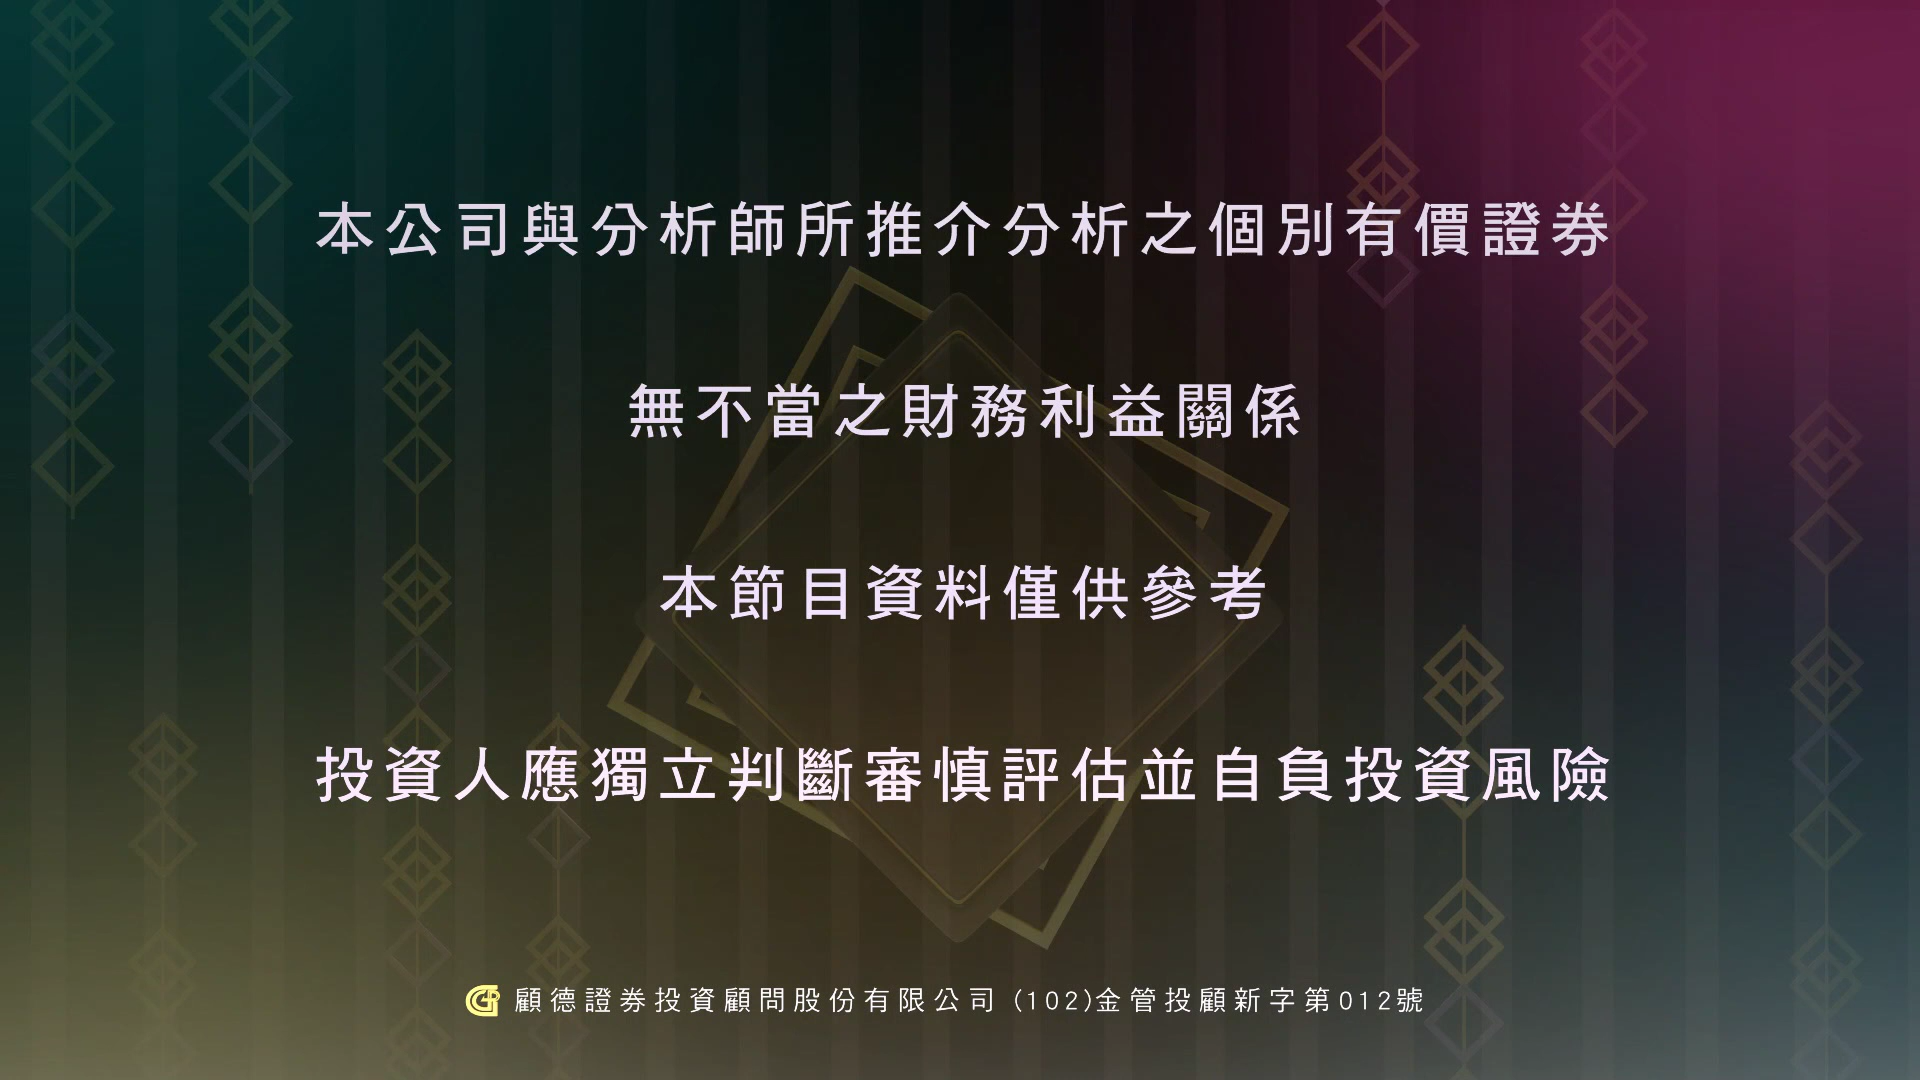 本公司與分析師所推介分析之個別有價證券
無不當之財務利益關係
本節目資料僅供參考
投資人應獨立判斷審慎評估並自負投資風險
顧德證券投資顧問股份有限公司 (102)金管投顧新字第012號